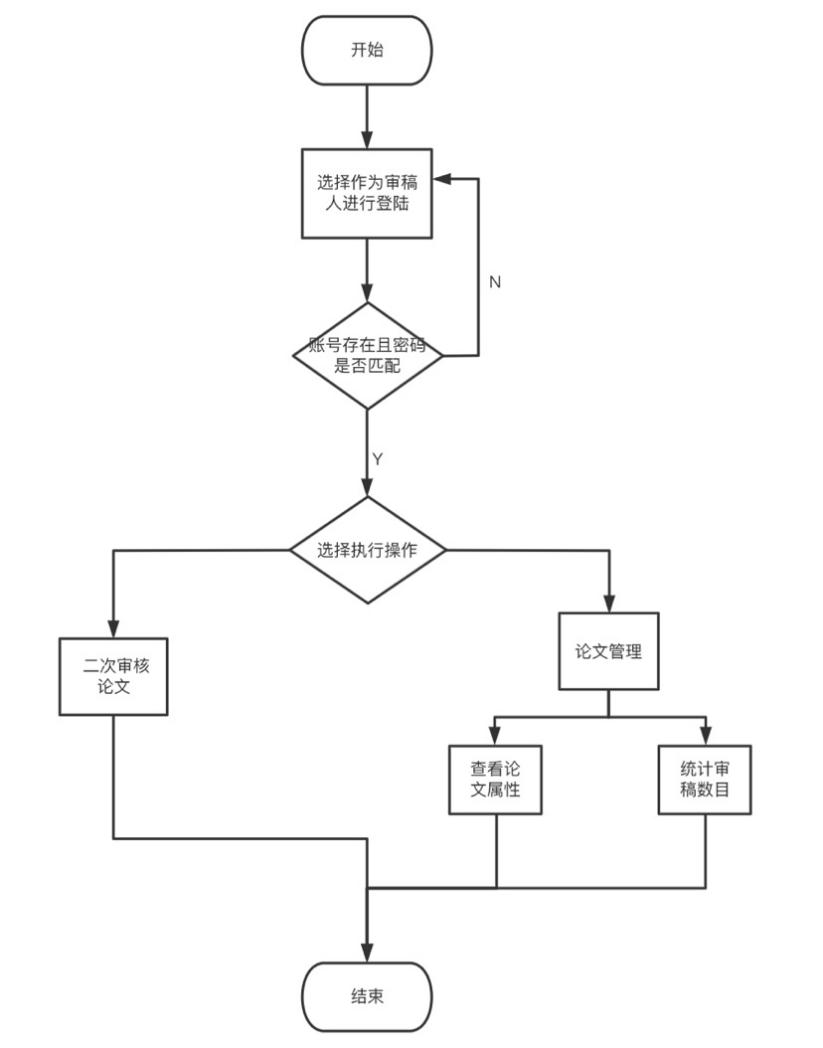 开始
选择作为审稿
人进行登陆
N
账号存在且密码
是否匹配
Y
选择执行操作
二次审核
论文
论文管理
查看论
文属性
统计审
稿数目
结束